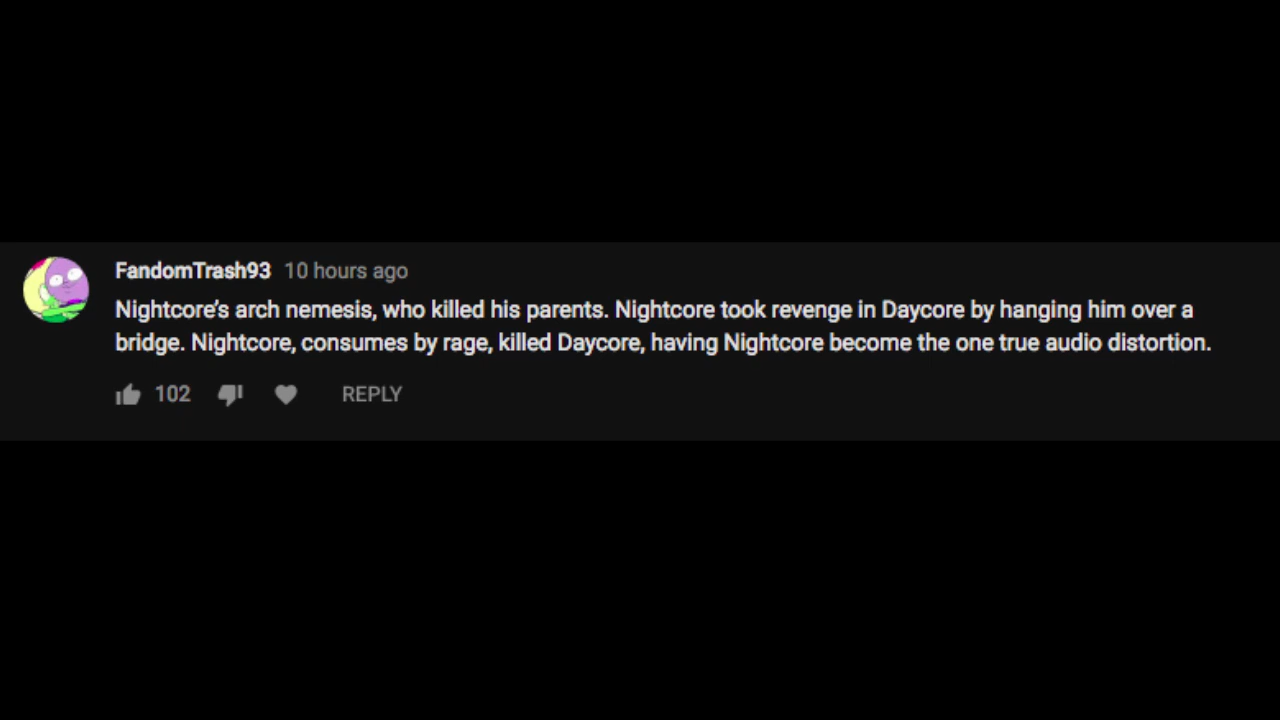 FandomTrash93 10 hours ago
Nightcore's arch nemesis, who killed his parents. Nightcore took revenge in Daycore by hanging him over a
bridge. Nightcore, consumes by rage, killed Daycore, having Nightcore become the one true audio distortion.
102 REPLY